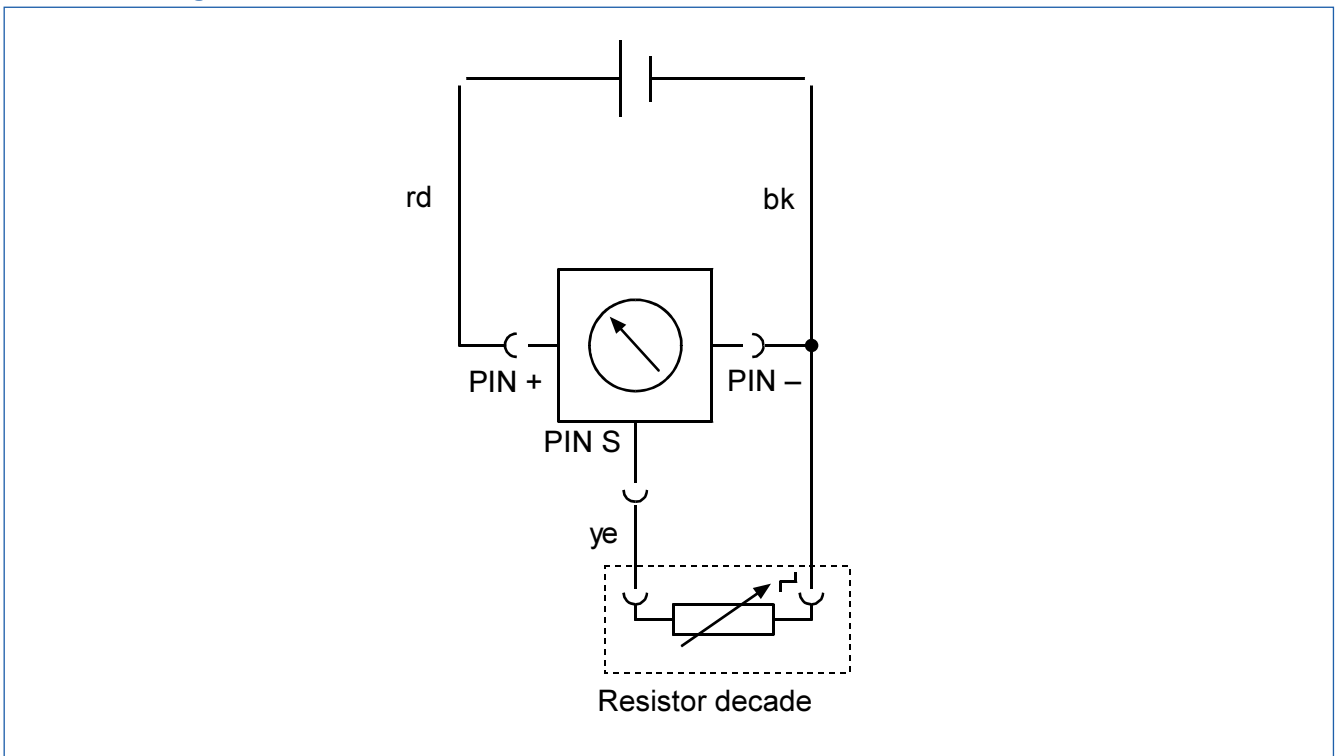 rd
bk
PIN +
PIN –
PIN S
ye
Resistor decade